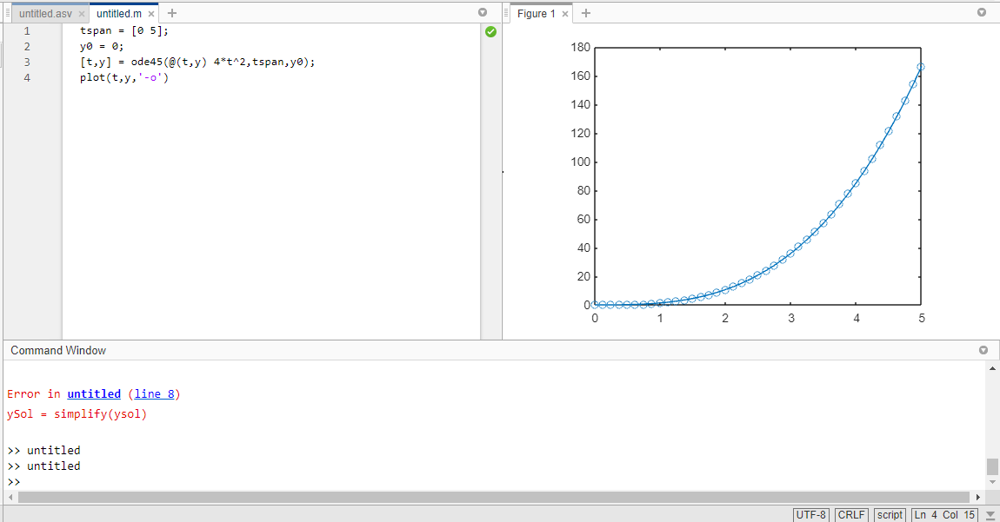 untitled.asv × untitled.m × +
1 tspan = [0 5];
2 y0 = 0;
3 [t,y] = ode45(@(t,y) 4*t^2,tspan,y0);
4 plot(t,y,'-o')
Figure 1 × +
180
160
140
120
100
80
60
40
20
0
0 1 2 3 4 5
Command Window
Error in untitled (line 8)
ySol = simplify(ysol)
>> untitled
>> untitled
>>
UTF-8 CRLF script Ln 4 Col 15